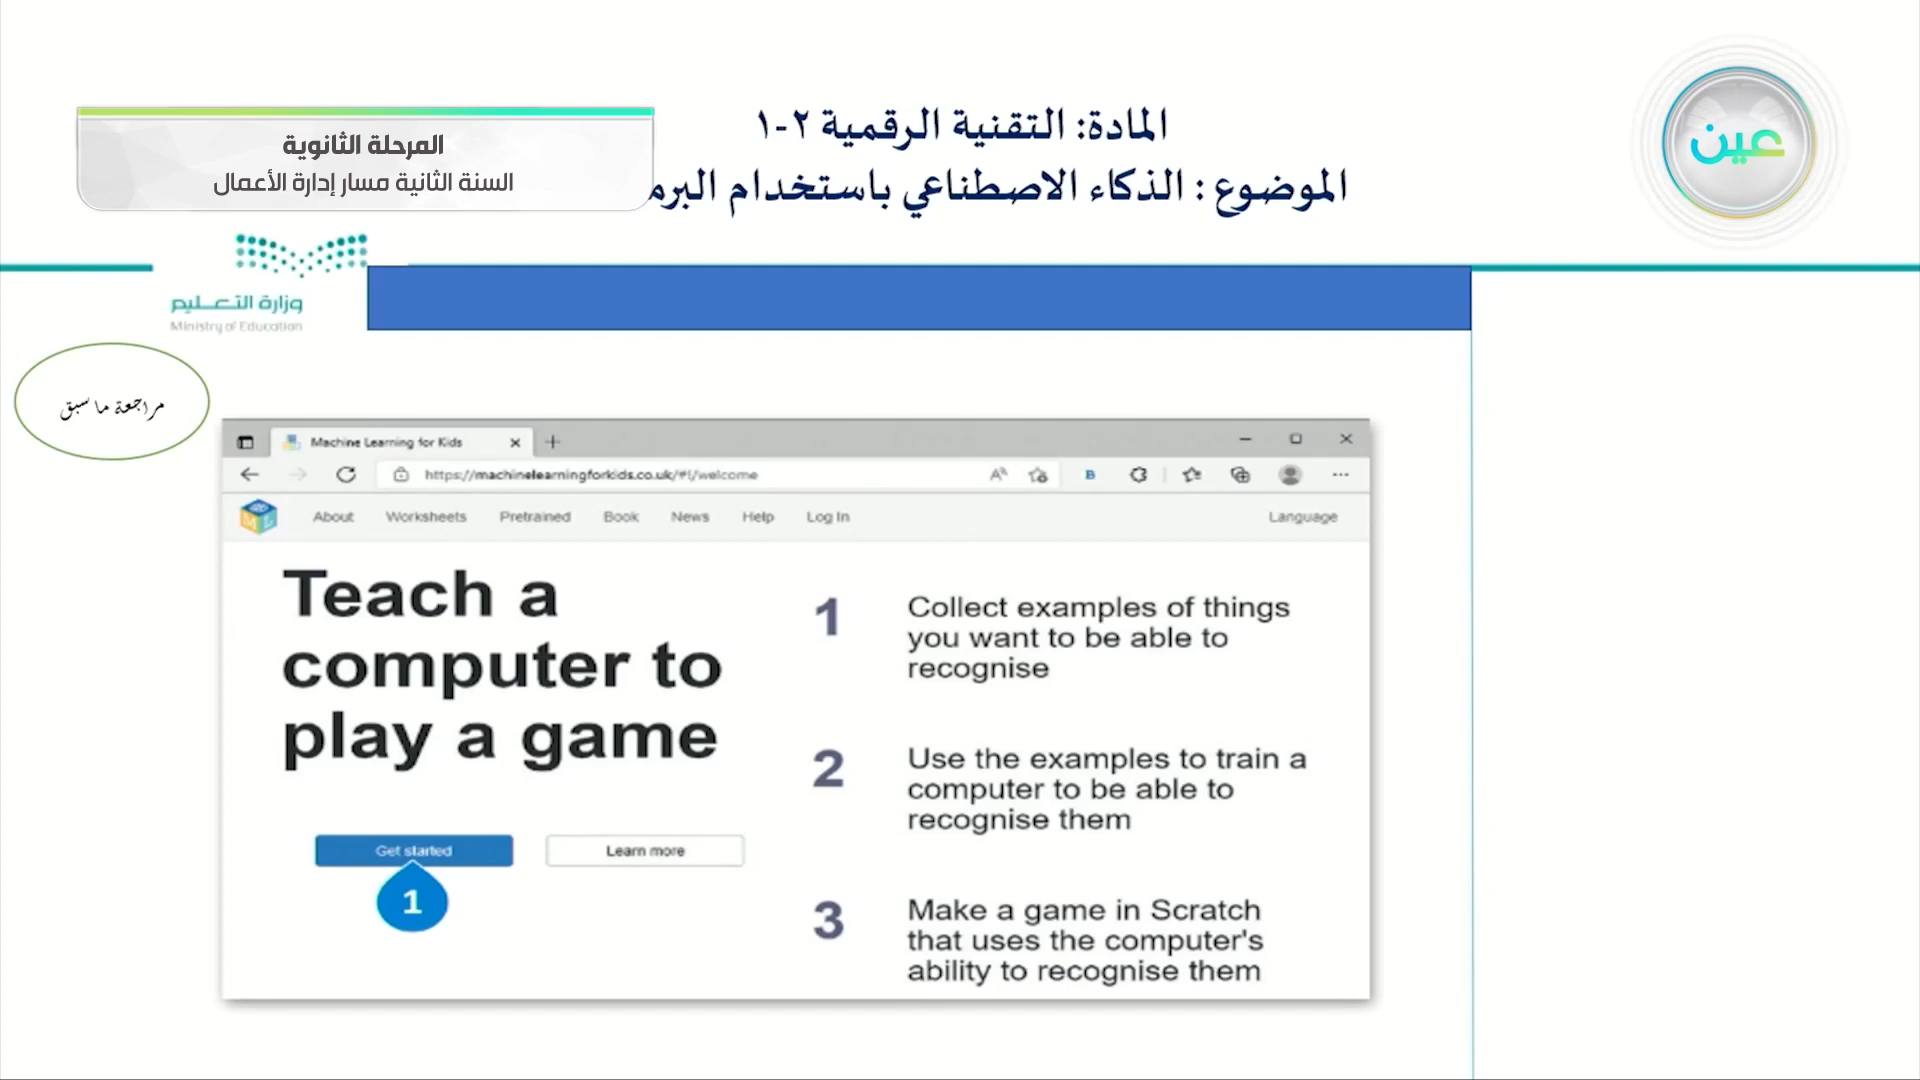 المادة: التقنية الرقمية ٢-١
الموضوع : الذكاء الاصطناعي باستخدام
المرحلة الثانوية
السنة الثانية مسار إدارة الأعمال
عين
وزارة التعليم
Ministry of Education
مراجعة ما سبق
Machine Learning for Kids
https://machinelearningforkids.co.uk/#!/welcome
About Worksheets Pretrained Book News Help Log In Language
Teach a
computer to
play a game
Get started
Learn more
1
1
Collect examples of things
you want to be able to
recognise
2
Use the examples to train a
computer to be able to
recognise them
3
Make a game in Scratch
that uses the computer's
ability to recognise them